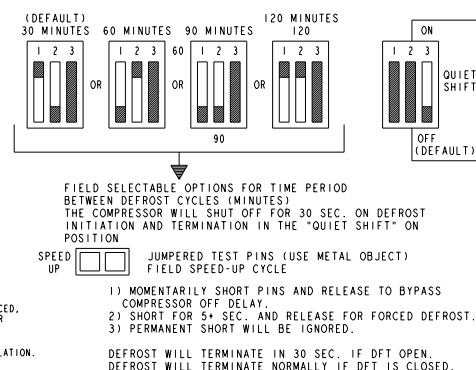 (DEFAULT)
30 MINUTES 60 MINUTES 90 MINUTES 120 MINUTES
60 120
1 2 3 1 2 3 1 2 3 1 2 3
OR OR OR
90
ON
1 2 3
QUIET
SHIFT
OFF
(DEFAULT)
FIELD SELECTABLE OPTIONS FOR TIME PERIOD
BETWEEN DEFROST CYCLES (MINUTES)
THE COMPRESSOR WILL SHUT OFF FOR 30 SEC. ON DEFROST
INITIATION AND TERMINATION IN THE "QUIET SHIFT" ON
POSITION
SPEED
UP
JUMPERED TEST PINS (USE METAL OBJECT)
FIELD SPEED-UP CYCLE
1) MOMENTARILY SHORT PINS AND RELEASE TO BYPASS
COMPRESSOR OFF DELAY.
2) SHORT FOR 5+ SEC. AND RELEASE FOR FORCED DEFROST.
3) PERMANENT SHORT WILL BE IGNORED.
DEFROST WILL TERMINATE IN 30 SEC. IF DFT OPEN.
DEFROST WILL TERMINATE NORMALLY IF DFT IS CLOSED.